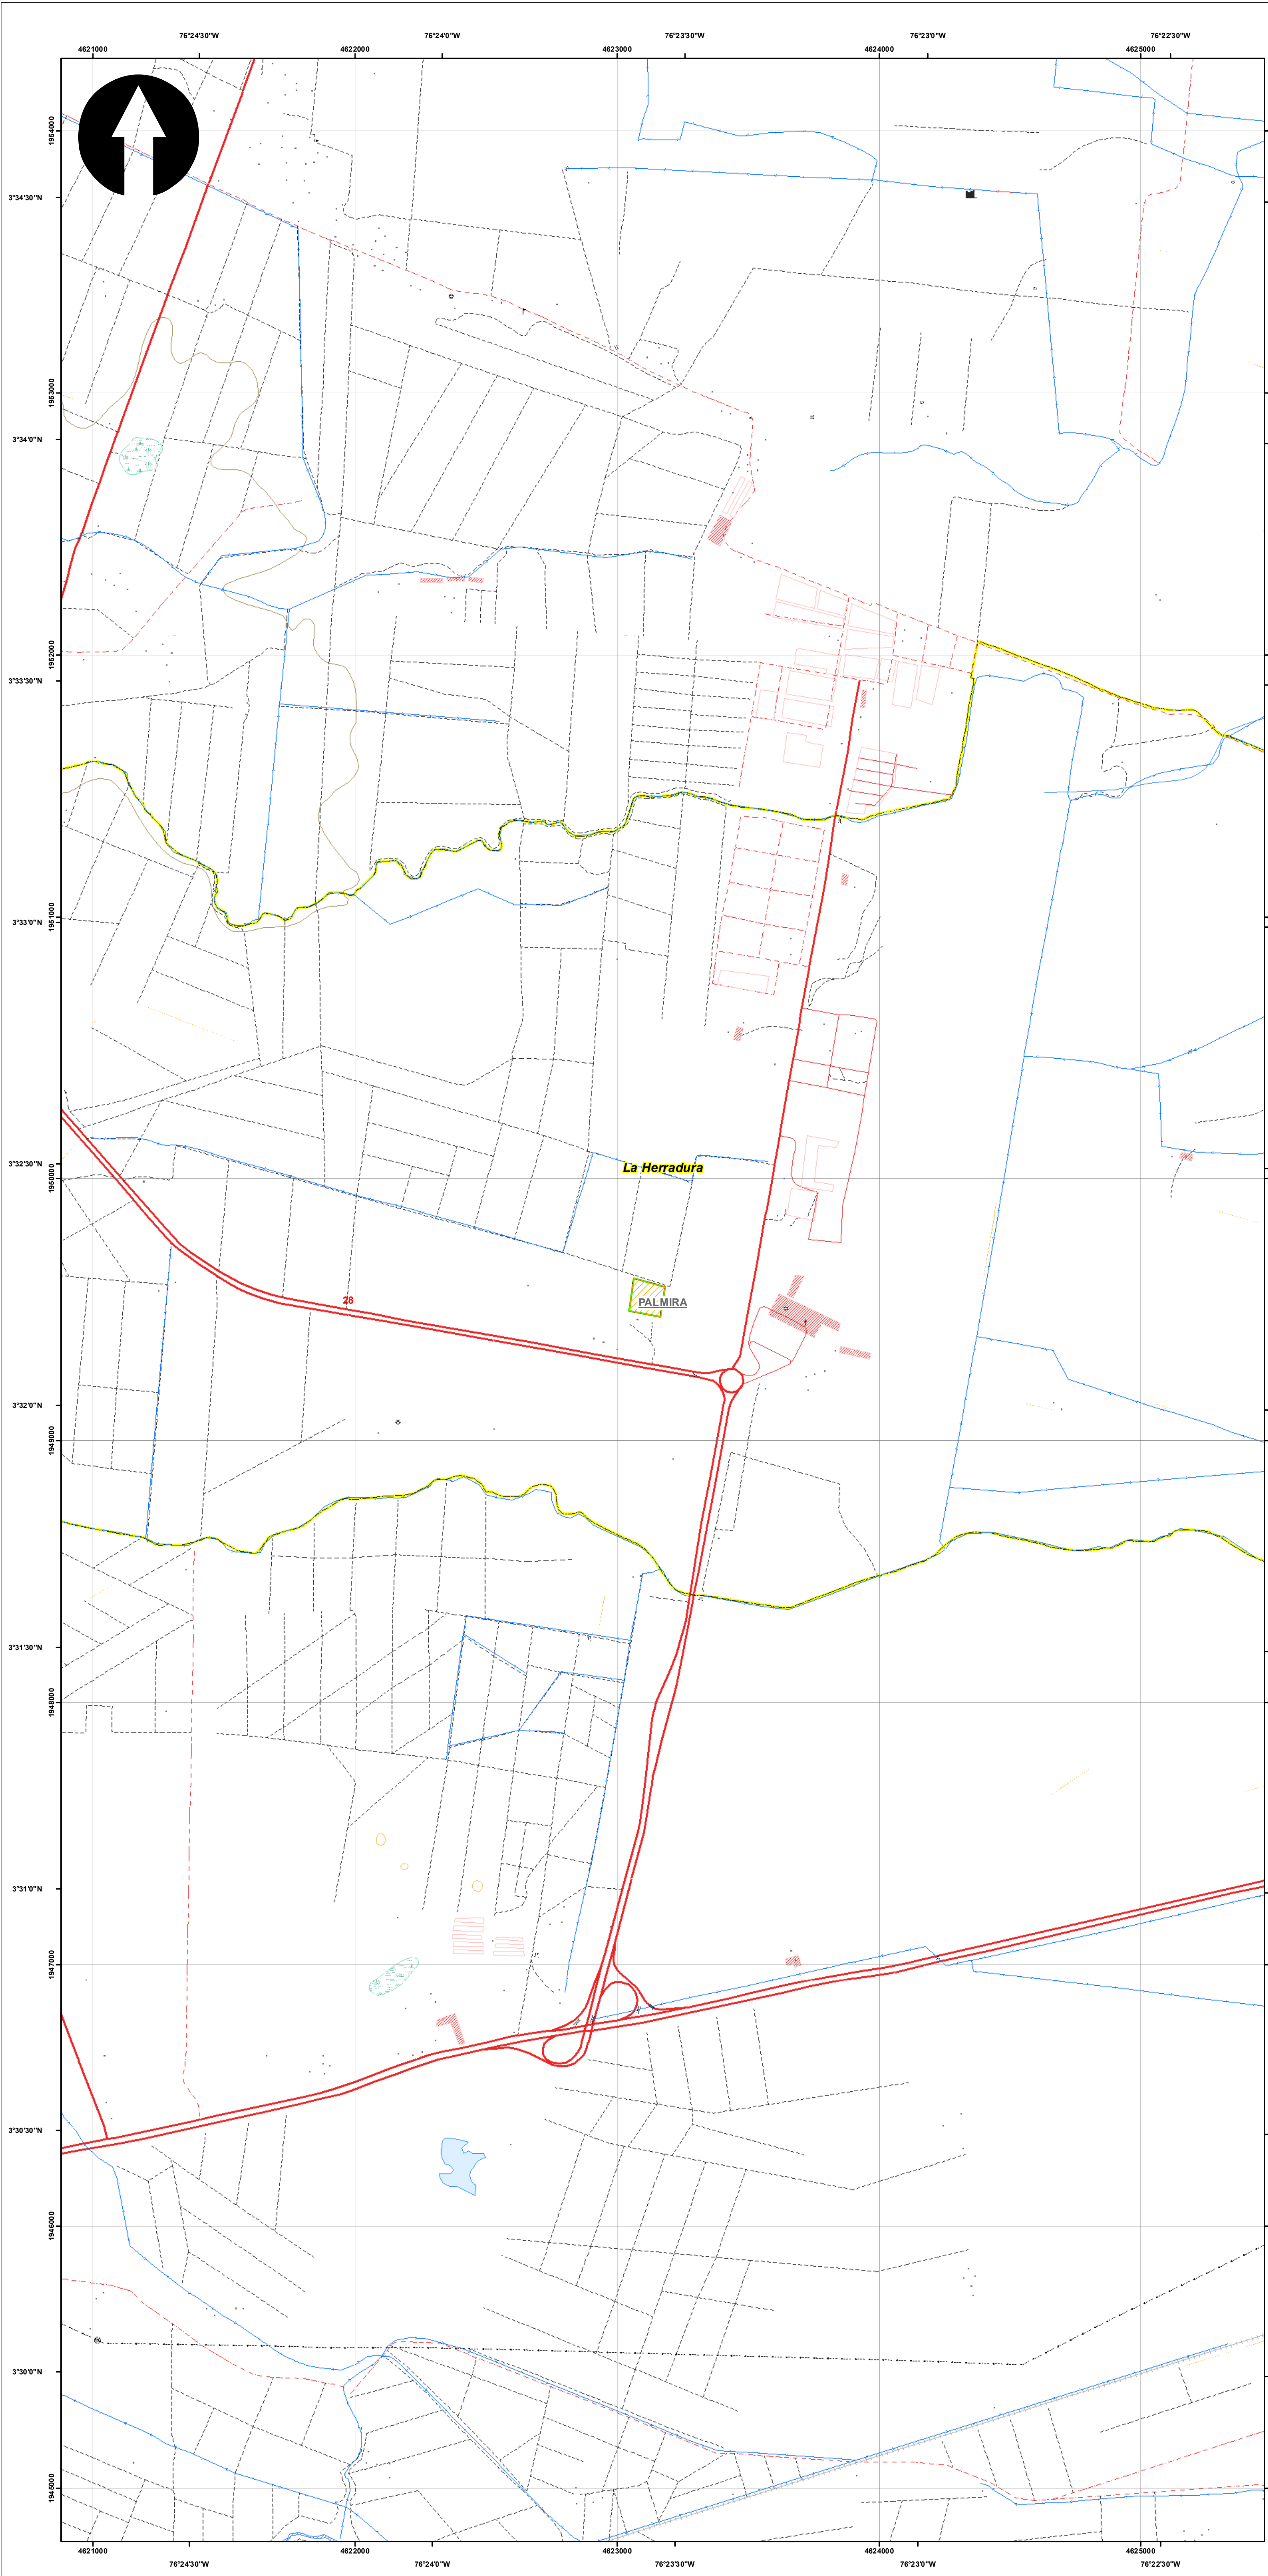 76°24'30"W 76°24'0"W 76°23'30"W 76°23'0"W 76°22'30"W
4621000 4622000 4623000 4624000 4625000
1954000
3°34'30"N
1953000
3°34'0"N
1952000
3°33'30"N
1951000
3°33'0"N
3°32'30"N
La Herradura
1950000
28
PALMIRA
3°32'0"N
1949000
3°31'30"N
1948000
3°31'0"N
1947000
3°30'30"N
1946000
3°30'0"N
1945000
4621000 4622000 4623000 4624000 4625000
76°24'30"W 76°24'0"W 76°23'30"W 76°23'0"W 76°22'30"W